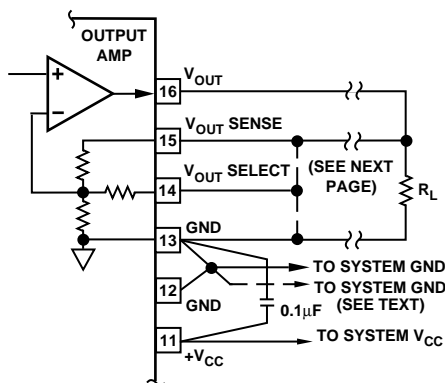 OUTPUT
AMP
16
VOUT
15
VOUT SENSE
14
VOUT SELECT
(SEE NEXT
PAGE)
RL
13
GND
12
GND
0.1μF
TO SYSTEM GND
TO SYSTEM GND
(SEE TEXT)
11
+VCC
TO SYSTEM VCC